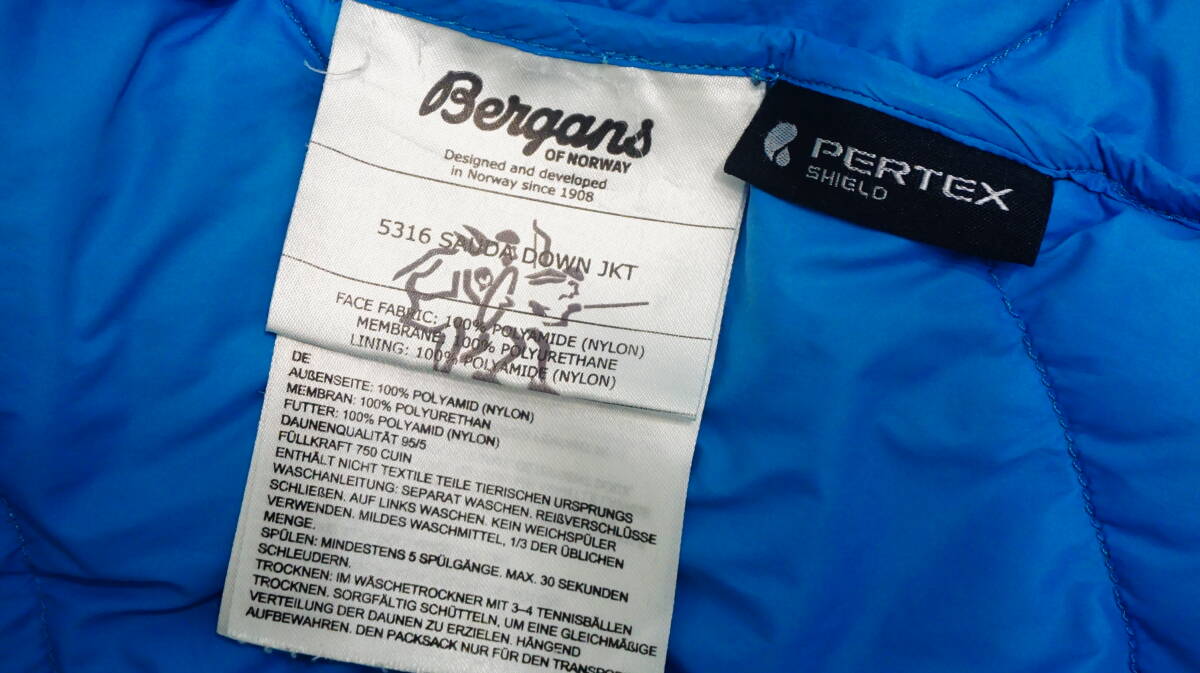 Bergans
OF NORWAY
Designed and developed
in Norway since 1908
5316 SAUDA DOWN JKT
FACE FABRIC: 100% POLYAMIDE (NYLON)
MEMBRANE: 100% POLYURETHANE
LINING: 100% POLYAMIDE (NYLON)
DE
AUßENSEITE: 100% POLYAMID (NYLON)
MEMBRAN: 100% POLYURETHAN
FUTTER: 100% POLYAMID (NYLON)
DAUNENQUALITÄT 95/5
FÜLLKRAFT 750 CUIN
ENTHÄLT NICHT TEXTILE TEILE TIERISCHEN URSPRUNGS
WASCHANLEITUNG: SEPARAT WASCHEN. REIßVERSCHLÜSSE
SCHLIEßEN. AUF LINKS WASCHEN. KEIN WEICHSPÜLER
VERWENDEN. MILDES WASCHMITTEL, 1/3 DER ÜBLICHEN
MENGE.
SPÜLEN: MINDESTENS 5 SPÜLGÄNGE. MAX. 30 SEKUNDEN
SCHLEUDERN.
TROCKNEN: IM WÄSCHETROCKNER MIT 3–4 TENNISBÄLLEN
TROCKNEN. SORGFÄLTIG SCHÜTTELN, UM EINE GLEICHMÄßIGE
VERTEILUNG DER DAUNEN ZU ERZIELEN. HÄNGEND
AUFBEWAHREN. DEN PACKSACK NUR FÜR DEN TRANSPO
PERTEX
SHIELD